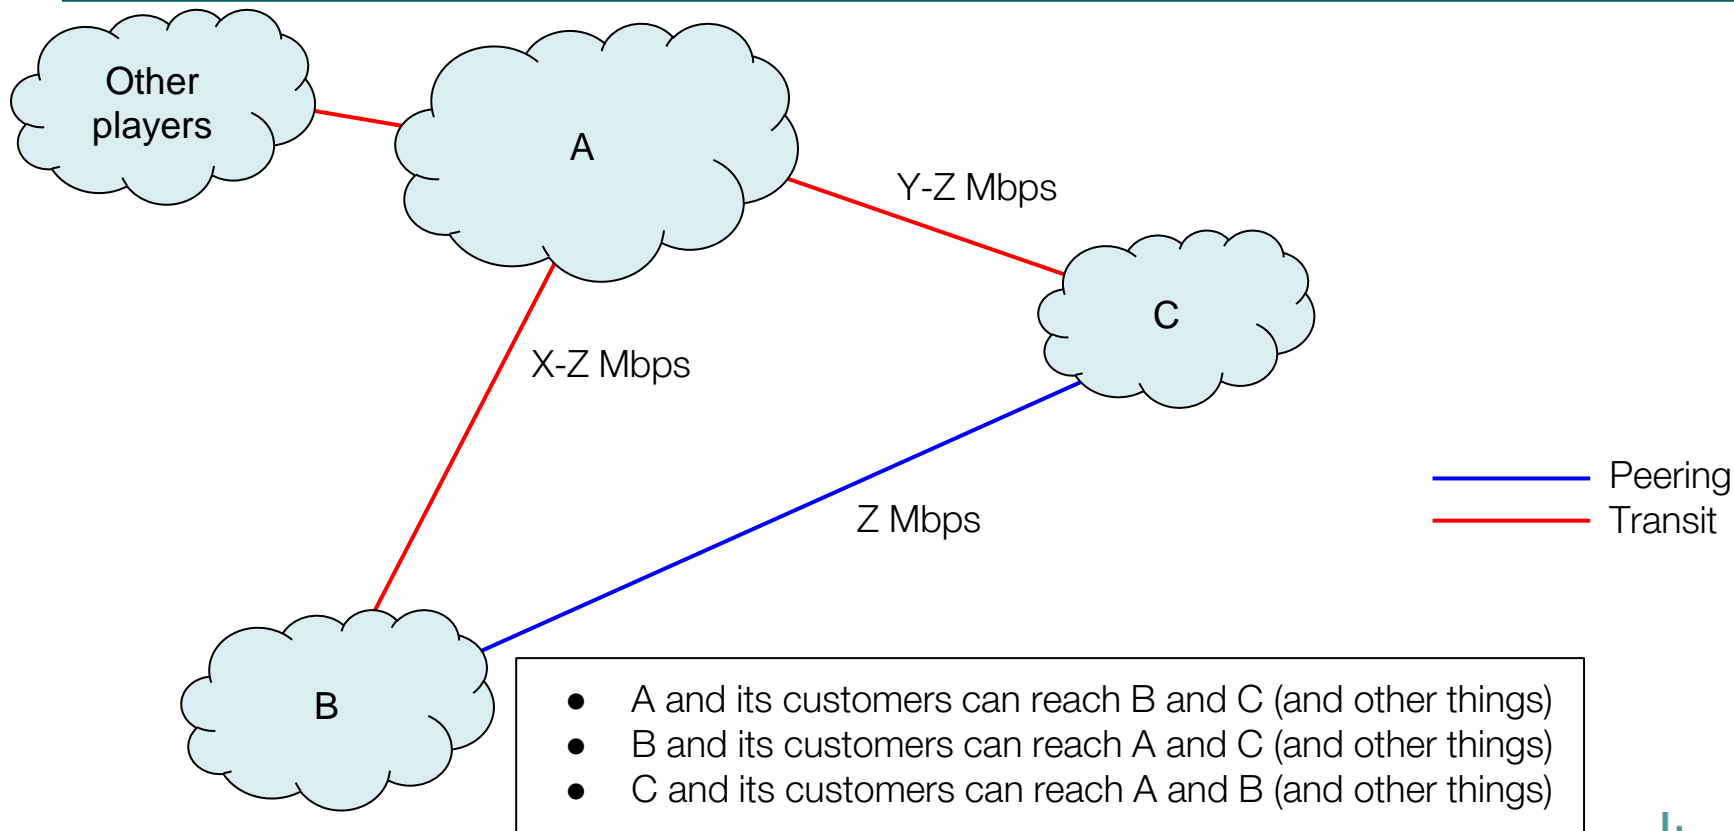 Other
players
A
Y-Z Mbps
C
X-Z Mbps
Peering
Z Mbps
Transit
B
● A and its customers can reach B and C (and other things)
● B and its customers can reach A and C (and other things)
● C and its customers can reach A and B (and other things)